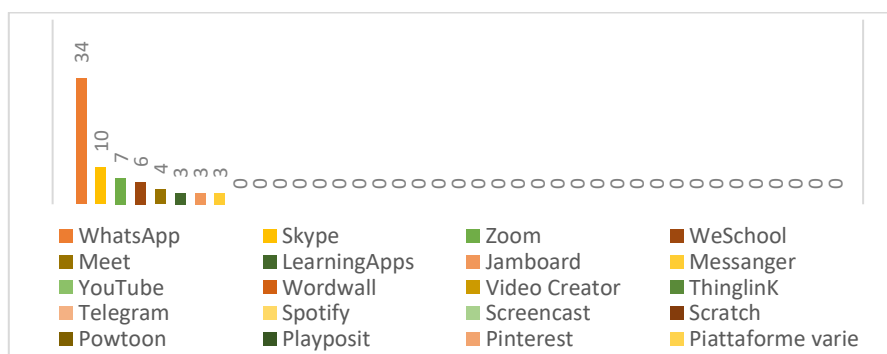 34 10 7 6 4 3 3 3 0 0 0 0 0 0 0 0 0 0 0 0 0 0 0 0 0 0 0 0 0 0 0 0 0 0 0 0 0 0 0
WhatsApp Skype Zoom WeSchool
Meet LearningApps Jamboard Messanger
YouTube Wordwall Video Creator ThinglinK
Telegram Spotify Screencast Scratch
Powtoon Playposit Pinterest Piattaforme varie